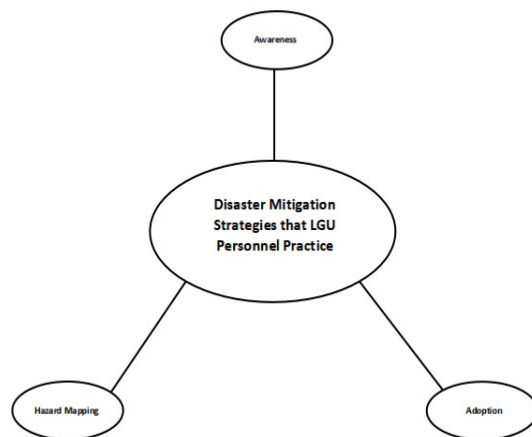 Awareness
Disaster Mitigation
Strategies that LGU
Personnel Practice
Hazard Mapping
Adoption